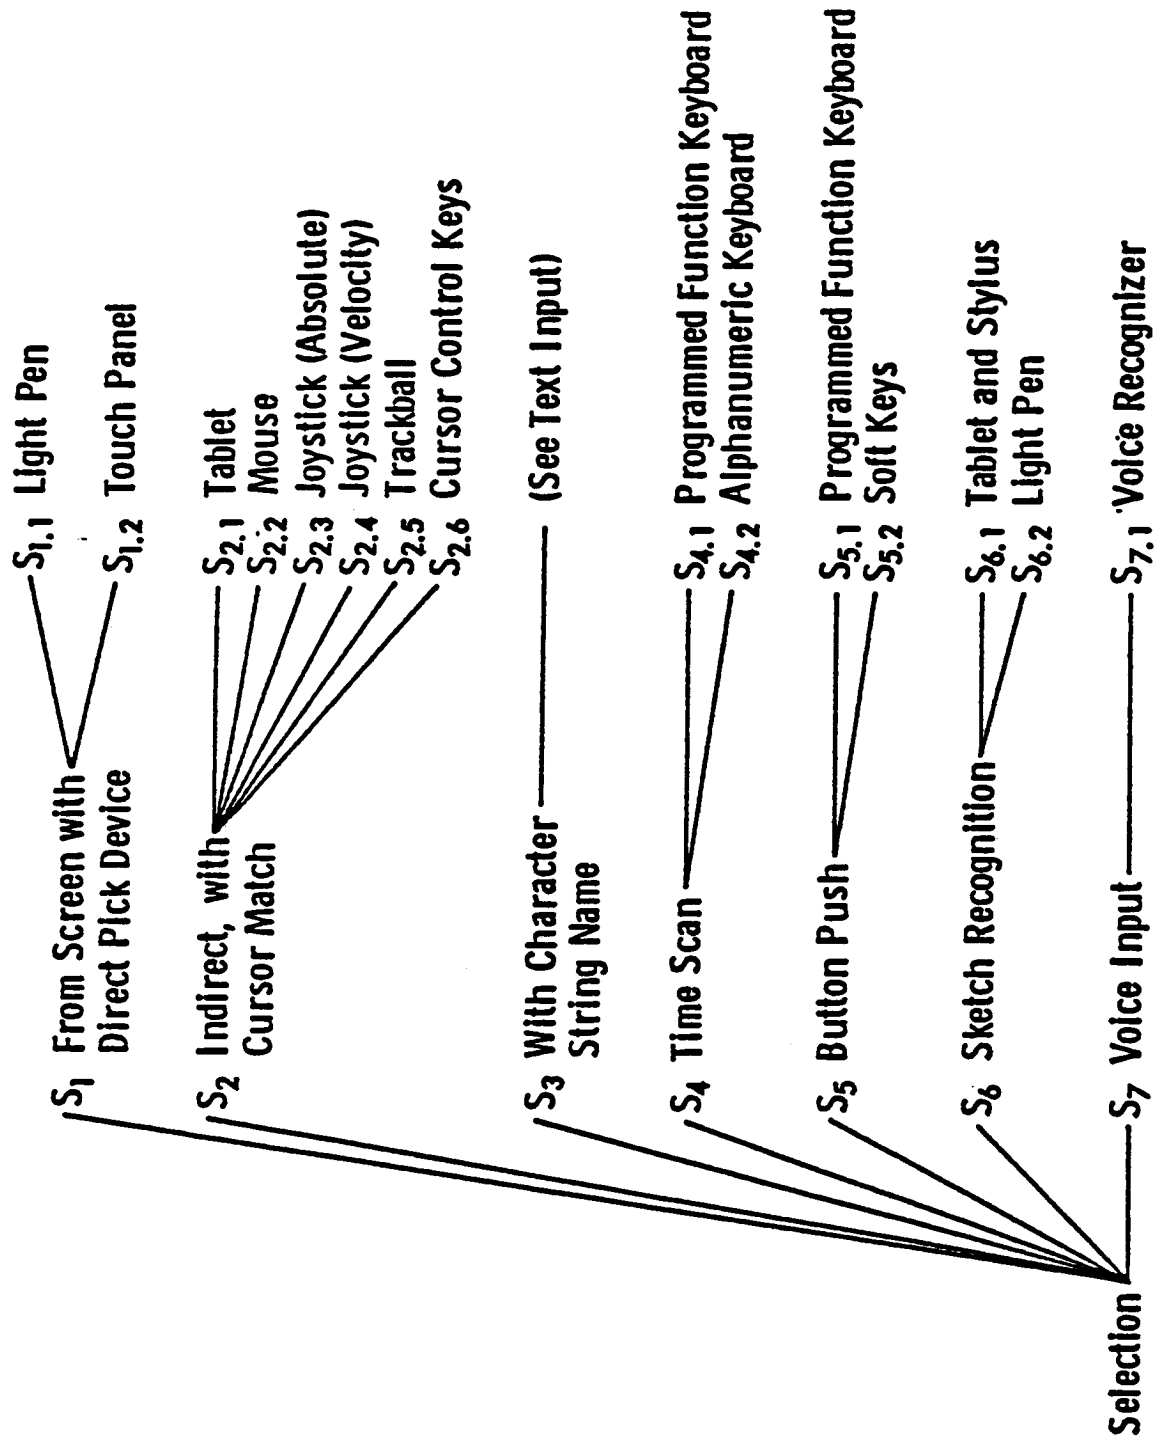 S1 From Screen with
Direct Pick Device
S1.1 Light Pen
S1.2 Touch Panel
S2 Indirect, with
Cursor Match
S2.1 Tablet
S2.2 Mouse
S2.3 Joystick (Absolute)
S2.4 Joystick (Velocity)
S2.5 Trackball
S2.6 Cursor Control Keys
S3 With Character
String Name
(See Text Input)
S4 Time Scan
S4.1 Programmed Function Keyboard
S4.2 Alphanumeric Keyboard
S5 Button Push
S5.1 Programmed Function Keyboard
S5.2 Soft Keys
S6 Sketch Recognition
S6.1 Tablet and Stylus
S6.2 Light Pen
Selection
S7 Voice Input
S7.1 Voice Recognizer